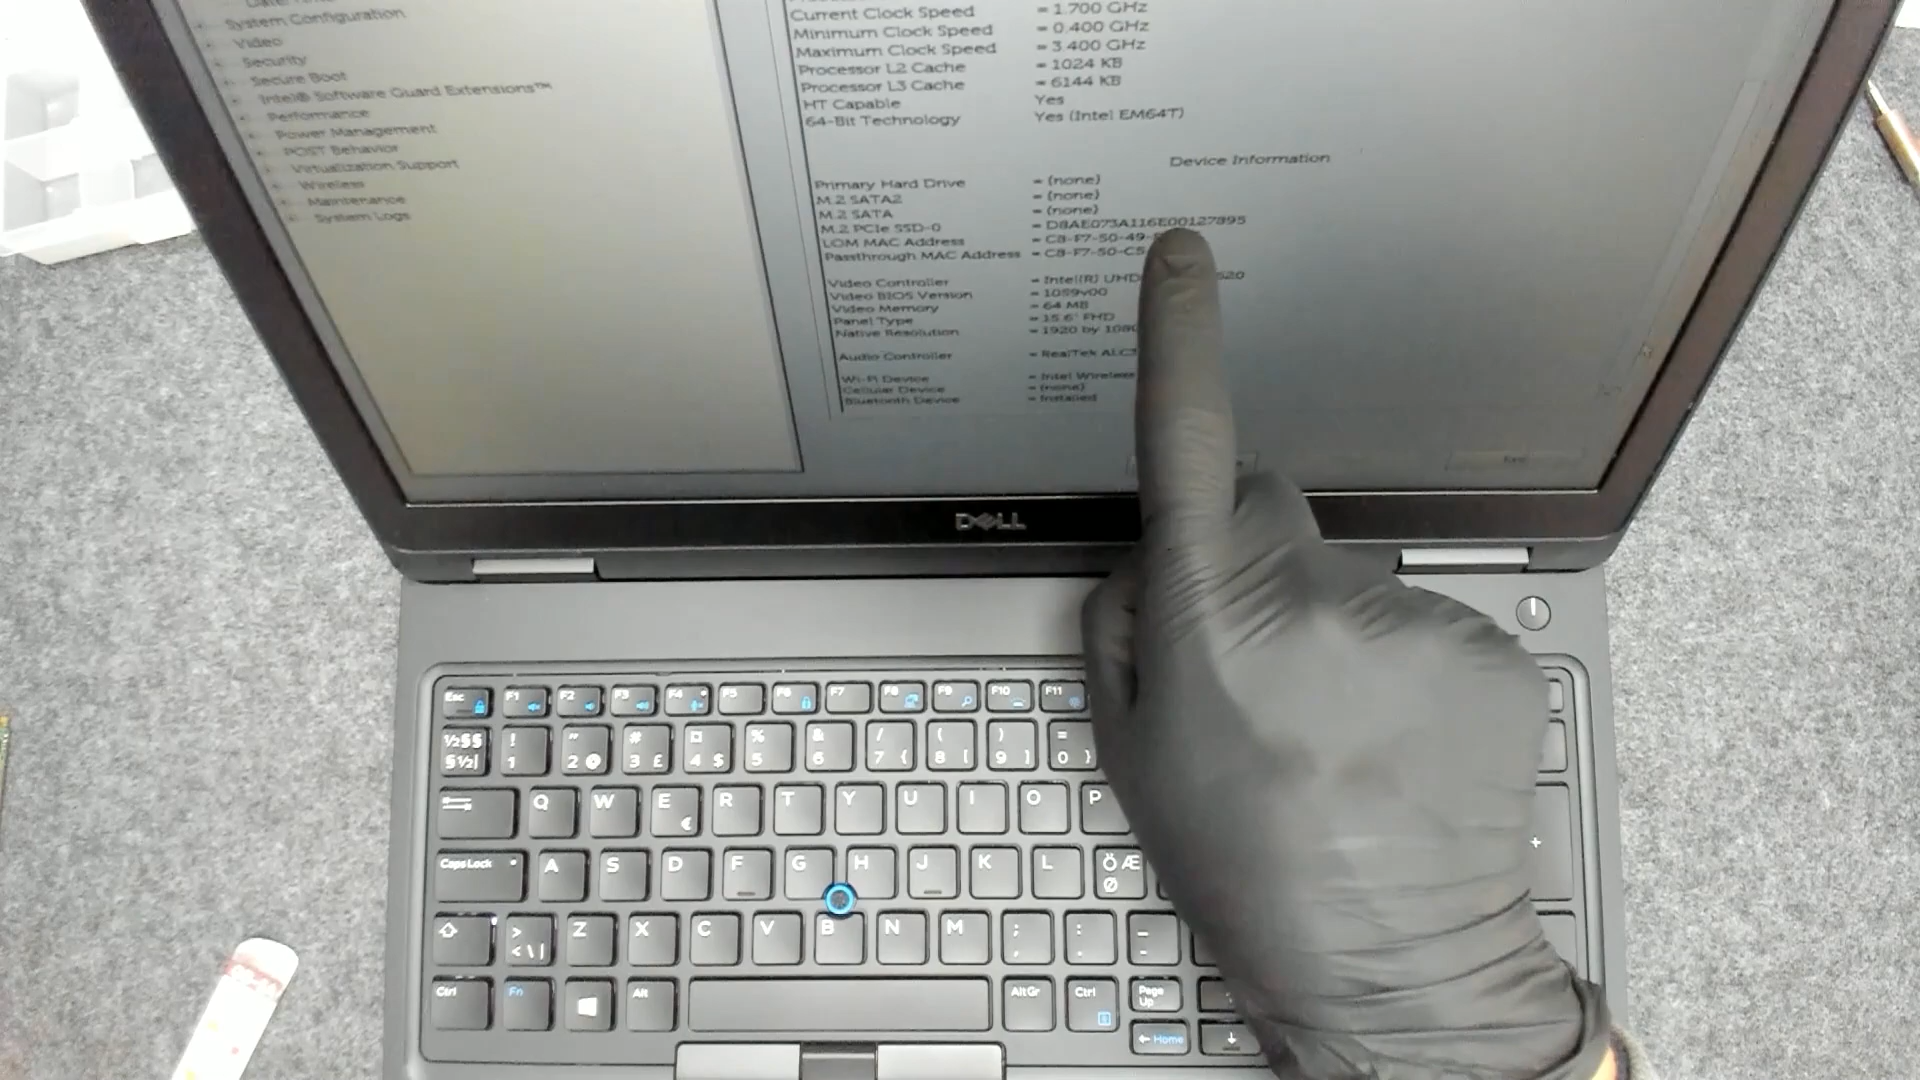 System Configuration
Video
Security
Secure Boot
Intel® Software Guard Extensions™
Performance
Power Management
POST Behavior
Virtualization Support
Wireless
Maintenance
System Logs
Current Clock Speed = 1.700 GHz
Minimum Clock Speed = 0.400 GHz
Maximum Clock Speed = 3.400 GHz
Processor L2 Cache = 1024 KB
Processor L3 Cache = 6144 KB
HT Capable Yes
64-Bit Technology Yes (Intel EM64T)
Device Information
Primary Hard Drive = (none)
M.2 SATA2 = (none)
M.2 SATA = (none)
M.2 PCIe SSD-0 = D8AE073A116E00127895
LOM MAC Address = C8-F7-50-49-
Passthrough MAC Address = C8-F7-50-C5
Video Controller = Intel(R) UHD 620
Video BIOS Version = 1059v00
Video Memory = 64 MB
Panel Type = 15.6" FHD
Native Resolution = 1920 by 1080
Audio Controller = RealTek ALC3
Wi-Fi Device = Intel Wireless
Cellular Device = (none)
Bluetooth Device = Installed
DELL
Esc F1 F2 F3 F4 F5 F6 F7 F8 F9 F10 F11
½§§ ! " # ¤ % & / ( ) =
§½| 1 2 @ 3 £ 4 $ 5 6 7 { 8 [ 9 ] 0 }
Q W E € R T Y U I O P
Caps Lock A S D F G H J K L Ö Æ Ø +
> < \ | Z X C V B N M ; , : . _ -
Ctrl Fn Alt AltGr Ctrl Page Up
Home